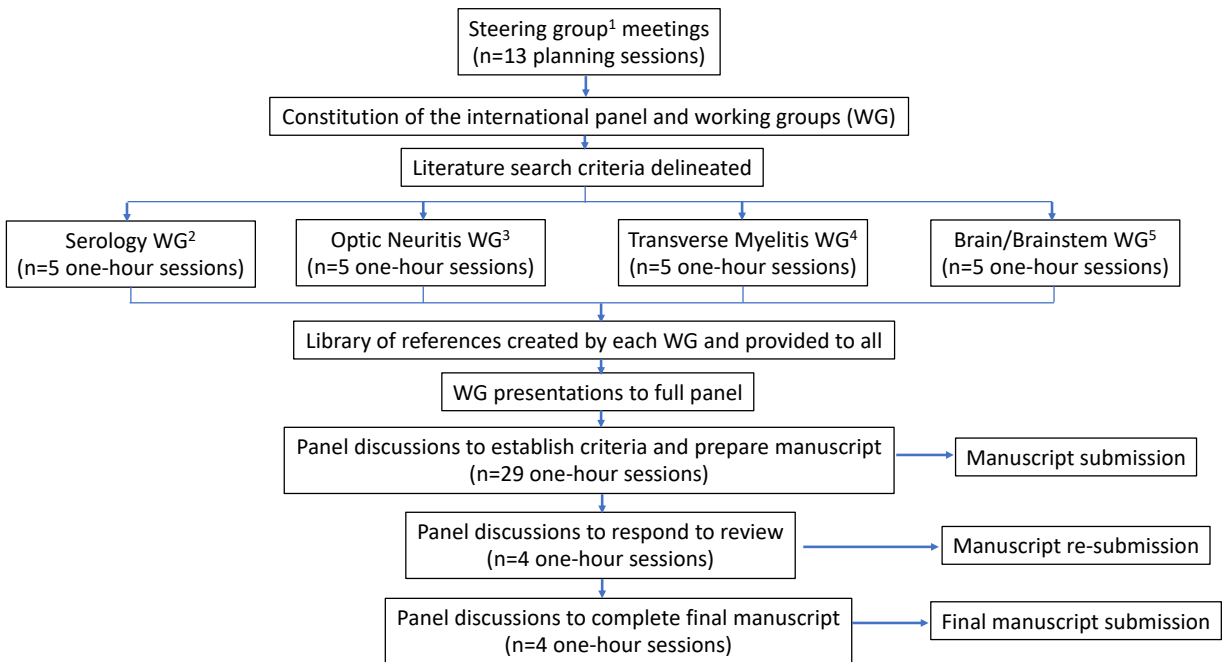 Steering group¹ meetings
(n=13 planning sessions)
Constitution of the international panel and working groups (WG)
Literature search criteria delineated
Serology WG²
(n=5 one-hour sessions)
Optic Neuritis WG³
(n=5 one-hour sessions)
Transverse Myelitis WG⁴
(n=5 one-hour sessions)
Brain/Brainstem WG⁵
(n=5 one-hour sessions)
Library of references created by each WG and provided to all
WG presentations to full panel
Panel discussions to establish criteria and prepare manuscript
(n=29 one-hour sessions)
Manuscript submission
Panel discussions to respond to review
(n=4 one-hour sessions)
Manuscript re-submission
Panel discussions to complete final manuscript
(n=4 one-hour sessions)
Final manuscript submission